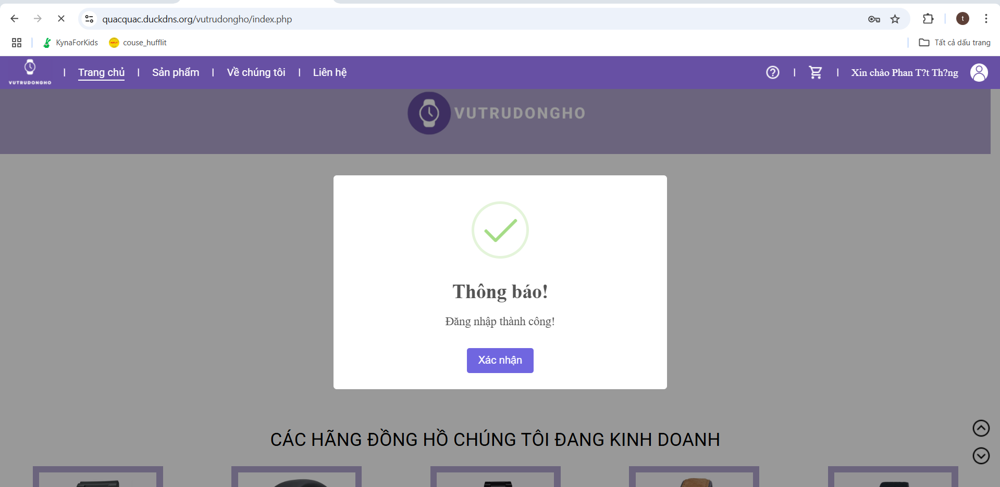 quacquac.duckdns.org/vutrudongho/index.php
t
KynaForKids
couse_hufflit
Tất cả dấu trang
VUTRUDONGHO
Trang chủ
Sản phẩm
Về chúng tôi
Liên hệ
Xin chào Phan T?t Th?ng
VUTRUDONGHO
Thông báo!
Đăng nhập thành công!
Xác nhận
CÁC HÃNG ĐỒNG HỒ CHÚNG TÔI ĐANG KINH DOANH